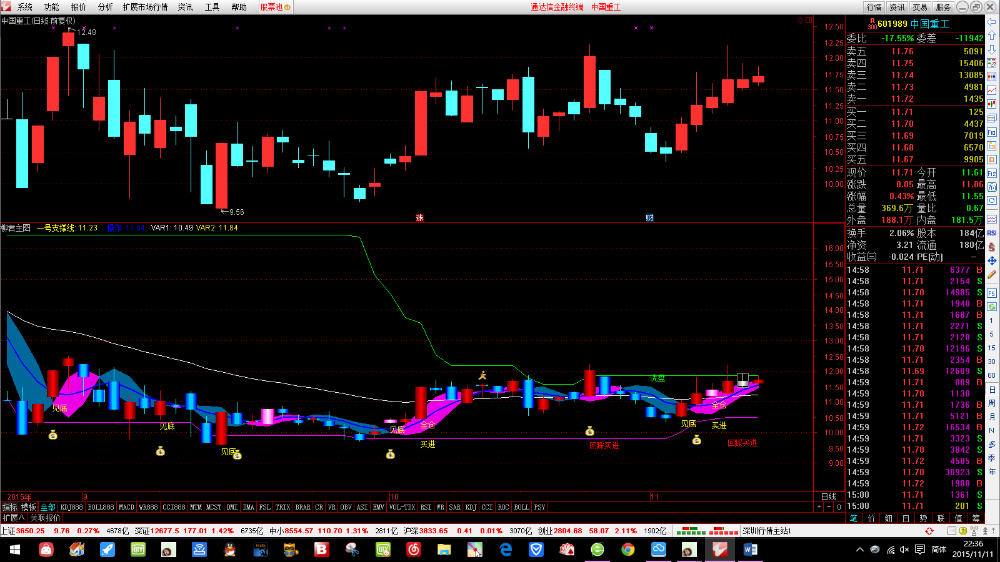 系统 功能 报价 分析 扩展市场行情 资讯 工具 帮助 股票池 通达信金融终端 中国重工 行情 资讯 交易 服务
中国重工(日线.前复权)
12.48
9.56
涨 财
12.50
12.25
12.00
11.75
11.50
11.25
11.00
10.75
10.50
10.25
10.00
柳君主图 一号支撑线: 11.23 操作: 11.54 VAR1: 10.49 VAR2: 11.84
16.00
15.50
15.00
14.50
14.00
13.50
13.00
12.50
12.00
11.50
11.00
10.50
10.00
9.50
9.00
洗盘
见底 见底 见底 见底 全仓 买进 回踩买进 见底 全仓 买进 回踩买进
2015年 9 10 11 日线
指标 模板 全部 KDJ888 BOLL888 MACD WR888 CCI888 MTM MCST DMI DMA FSL TRIX BRAR CR VR OBV ASI EMV VOL-TDX RSI WR SAR KDJ CCI ROC BOLL PSY + - 0
扩展∧ 关联报价
R 300 601989 中国重工
委比 -17.55% 委差 -11942
卖五 11.76 5091
卖四 11.75 15406
卖三 11.74 13085
卖二 11.73 4981
卖一 11.72 1435
买一 11.71 125
买二 11.70 4437
买三 11.69 7019
买四 11.68 6570
买五 11.67 9905
现价 11.71 今开 11.61
涨跌 0.05 最高 11.86
涨幅 0.43% 最低 11.55
总量 369.6万 量比 0.67
外盘 188.1万 内盘 181.5万
换手 2.06% 股本 184亿
净资 3.21 流通 180亿
收益㈢ -0.024 PE(动) –
14:58 11.71 6377 B
14:58 11.71 2154 S
14:58 11.70 14985 S
14:58 11.71 1940 B
14:58 11.71 1687 B
14:58 11.71 2271 S
14:58 11.71 2120 S
14:58 11.70 12196 S
14:58 11.71 2354 B
14:58 11.69 12609 S
14:59 11.71 809 B
14:59 11.70 1130 S
14:59 11.71 1736 B
14:59 11.71 5121 B
14:59 11.72 16534 B
14:59 11.71 3323 S
14:59 11.70 3842 S
14:59 11.72 4505 B
14:59 11.70 30923 S
14:59 11.72 1988 B
15:00 11.71 1361 S
15:00 11.71 201 S
笔 价 细 日 势 联 值 筹
F10
自
F12
f(x)
RSI
F5
1
5
15
30
60
日
周
月
N
多
季
年
上证3650.25 9.76 0.27% 4678亿 深证12677.5 177.01 1.42% 6735亿 中小8554.57 110.70 1.31% 2811亿 沪深3833.65 0.41 0.01% 3070亿 创业2804.68 58.07 2.11% 1902亿 深圳行情主站1
简体 22:36
2015/11/11